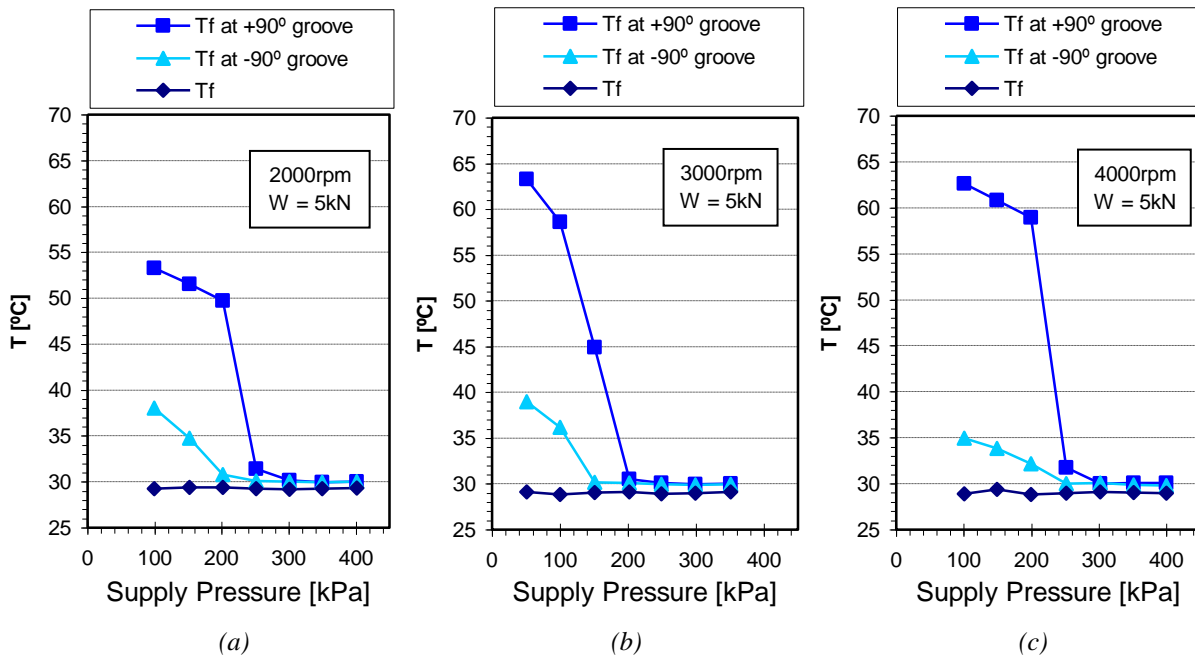 Tf at +90º groove
Tf at -90º groove
Tf
70
65
60
55
50
45
40
35
30
25
T [ºC]
2000rpm
W = 5kN
0 100 200 300 400
Supply Pressure [kPa]
(a)
Tf at +90º groove
Tf at -90º groove
Tf
70
65
60
55
50
45
40
35
30
25
T [ºC]
3000rpm
W = 5kN
0 100 200 300 400
Supply Pressure [kPa]
(b)
Tf at +90º groove
Tf at -90º groove
Tf
70
65
60
55
50
45
40
35
30
25
T [ºC]
4000rpm
W = 5kN
0 100 200 300 400
Supply Pressure [kPa]
(c)